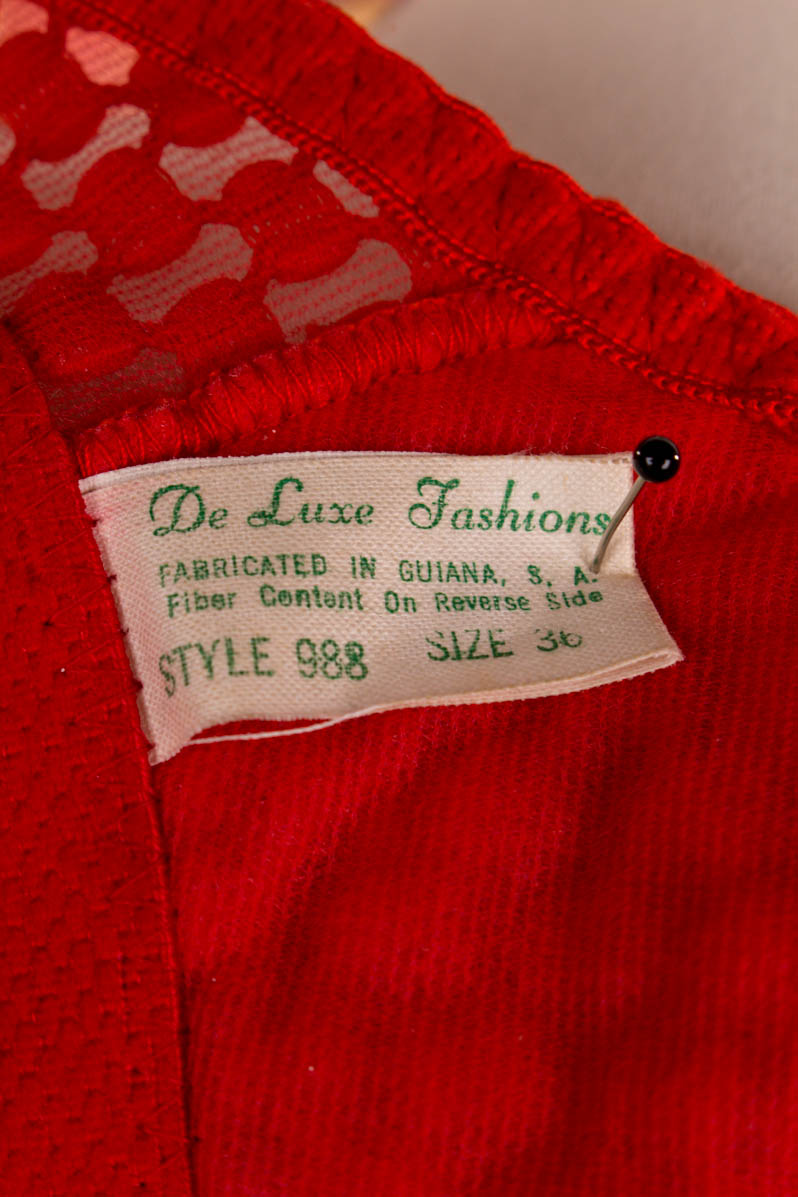 De Luxe Fashions
FABRICATED IN GUIANA, S. A.
Fiber Content On Reverse Side
STYLE 988 SIZE 36